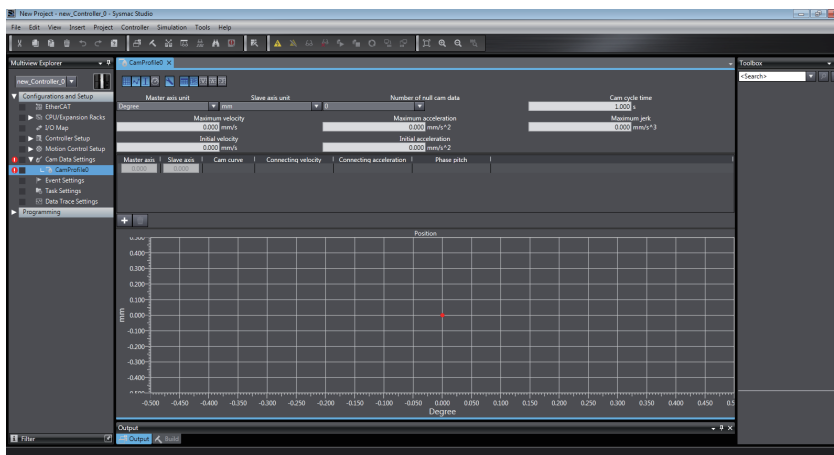 New Project - new_Controller_0 - Sysmac Studio
File Edit View Insert Project Controller Simulation Tools Help
Multiview Explorer
CamProfile0
Toolbox
new_Controller_0
<Search>
Configurations and Setup
EtherCAT
CPU/Expansion Racks
I/O Map
Controller Setup
Motion Control Setup
Cam Data Settings
CamProfile0
Event Settings
Task Settings
Data Trace Settings
Programming
Master axis unit Slave axis unit Number of null cam data Cam cycle time
Degree mm 0 1.000 s
Maximum velocity Maximum acceleration Maximum jerk
0.000 mm/s 0.000 mm/s^2 0.000 mm/s^3
Initial velocity Initial acceleration
0.000 mm/s 0.000 mm/s^2
Master axis Slave axis Cam curve Connecting velocity Connecting acceleration Phase pitch
0.000 0.000
Position
0.400
0.300
0.200
0.100
0.000
-0.100
-0.200
-0.300
-0.400
mm
-0.500 -0.450 -0.400 -0.350 -0.300 -0.250 -0.200 -0.150 -0.100 -0.050 0.000 0.050 0.100 0.150 0.200 0.250 0.300 0.350 0.400 0.450
Degree
Output
Filter
Output Build